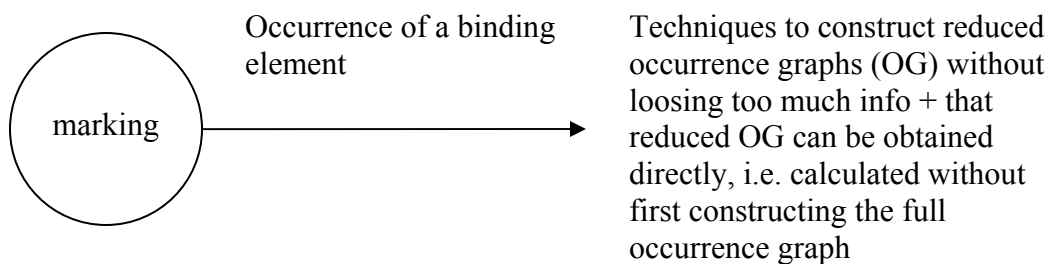 marking
Occurrence of a binding
element
Techniques to construct reduced
occurrence graphs (OG) without
loosing too much info + that
reduced OG can be obtained
directly, i.e. calculated without
first constructing the full
occurrence graph